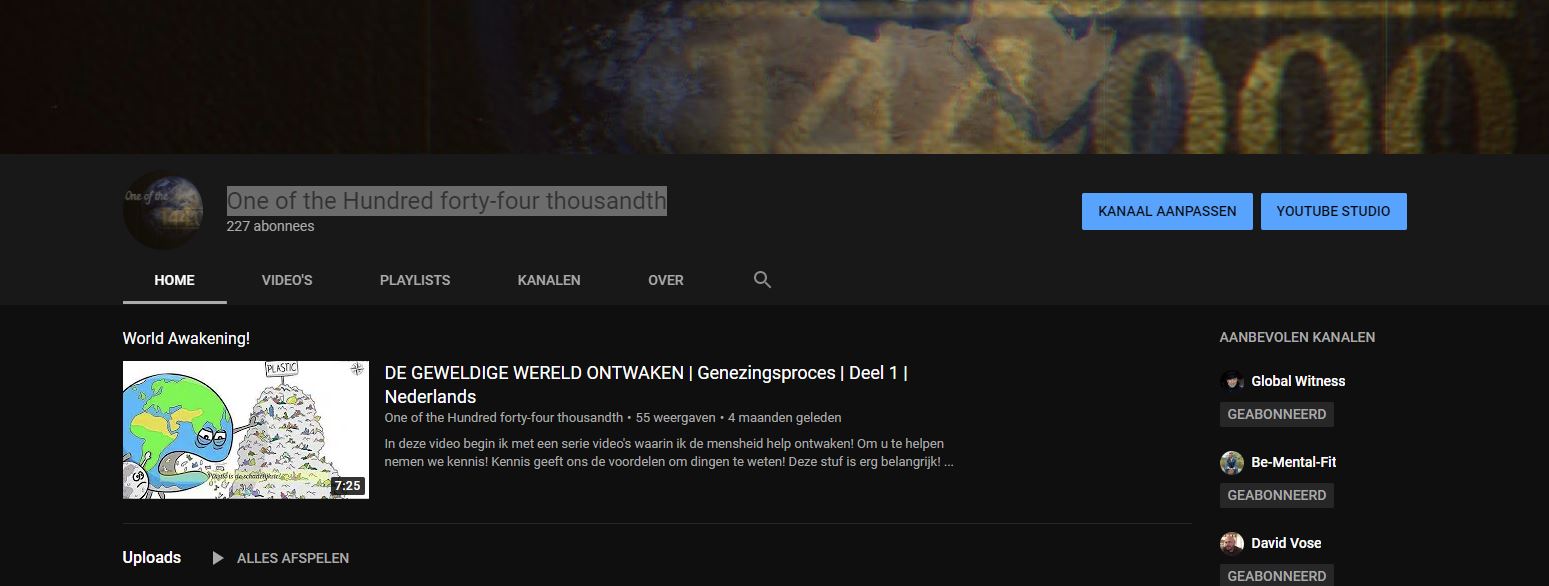 144000
One of the
144K
One of the Hundred forty-four thousandth
227 abonnees
KANAAL AANPASSEN
YOUTUBE STUDIO
HOME
VIDEO'S
PLAYLISTS
KANALEN
OVER
World Awakening!
PLASTIC
7:25
DE GEWELDIGE WERELD ONTWAKEN | Genezingsproces | Deel 1 |
Nederlands
One of the Hundred forty-four thousandth • 55 weergaven • 4 maanden geleden
In deze video begin ik met een serie video's waarin ik de mensheid help ontwaken! Om u te helpen
nemen we kennis! Kennis geeft ons de voordelen om dingen te weten! Deze stuf is erg belangrijk! ...
Uploads
ALLES AFSPELEN
AANBEVOLEN KANALEN
Global Witness
GEABONNEERD
Be-Mental-Fit
GEABONNEERD
David Vose
GEABONNEERD